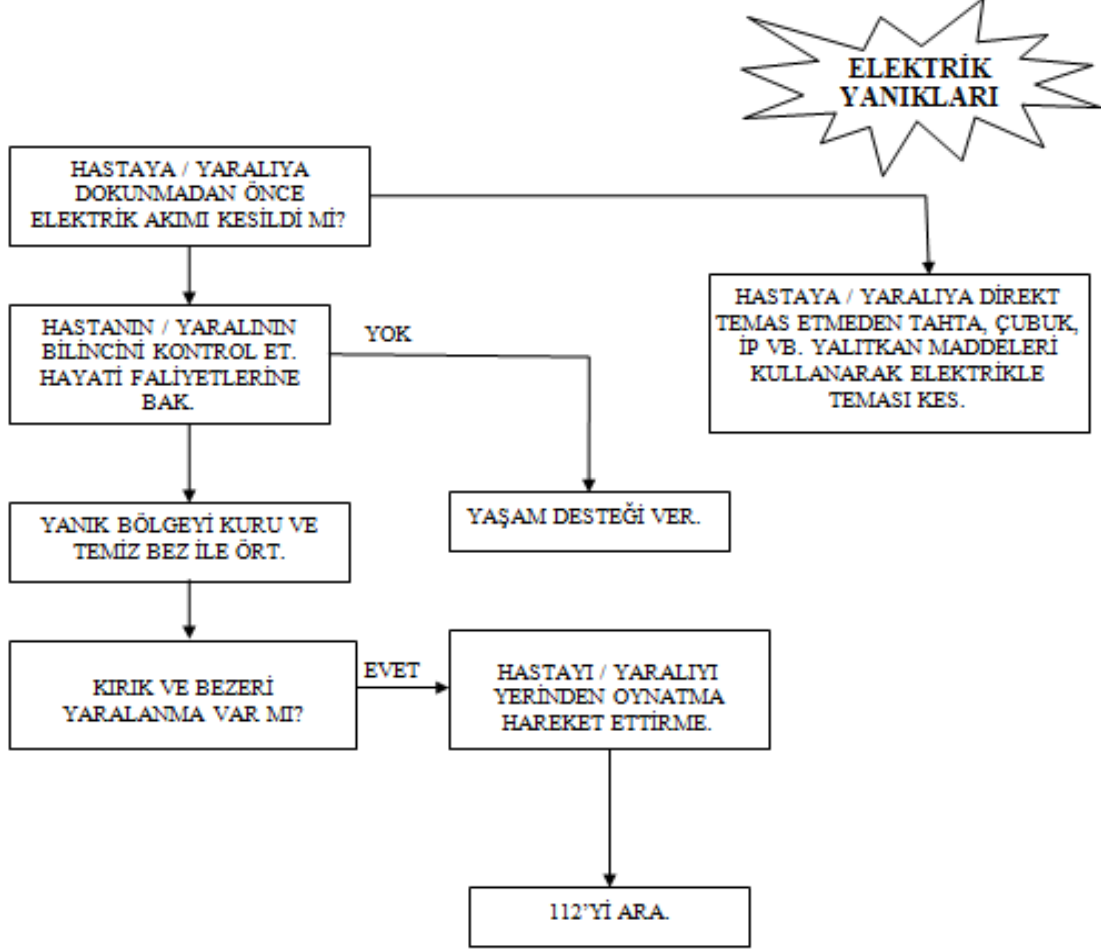 ELEKTRİK
YANIKLARI
HASTAYA / YARALIYA
DOKUNMADAN ÖNCE
ELEKTRİK AKIMI KESİLDİ Mİ?
HASTAYA / YARALIYA DİREKT
TEMAS ETMEDEN TAHTA, ÇUBUK,
İP VB. YALITKAN MADDELERİ
KULLANARAK ELEKTRİKLE
TEMASI KES.
HASTANIN / YARALININ
BİLİNCİNİ KONTROL ET.
HAYATİ FALİYETLERİNE
BAK.
YOK
YAŞAM DESTEĞİ VER.
YANIK BÖLGEYİ KURU VE
TEMİZ BEZ İLE ÖRT.
KIRIK VE BEZERİ
YARALANMA VAR MI?
EVET
HASTAYI / YARALIYI
YERİNDEN OYNATMA
HAREKET ETTİRME.
112’Yİ ARA.